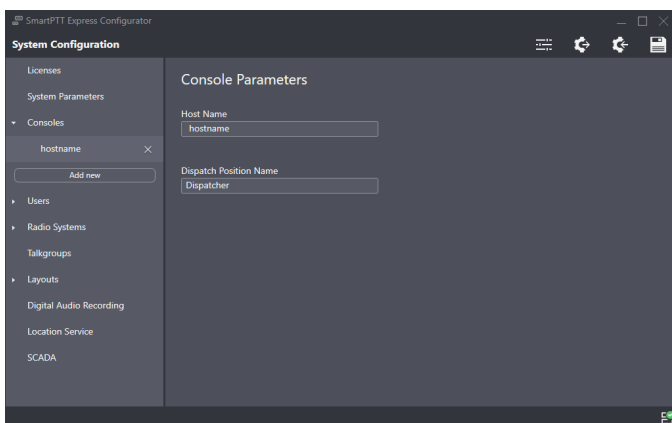 SmartPTT Express Configurator
System Configuration
Licenses
System Parameters
Consoles
hostname
Add new
Users
Radio Systems
Talkgroups
Layouts
Digital Audio Recording
Location Service
SCADA
Console Parameters
Host Name
hostname
Dispatch Position Name
Dispatcher